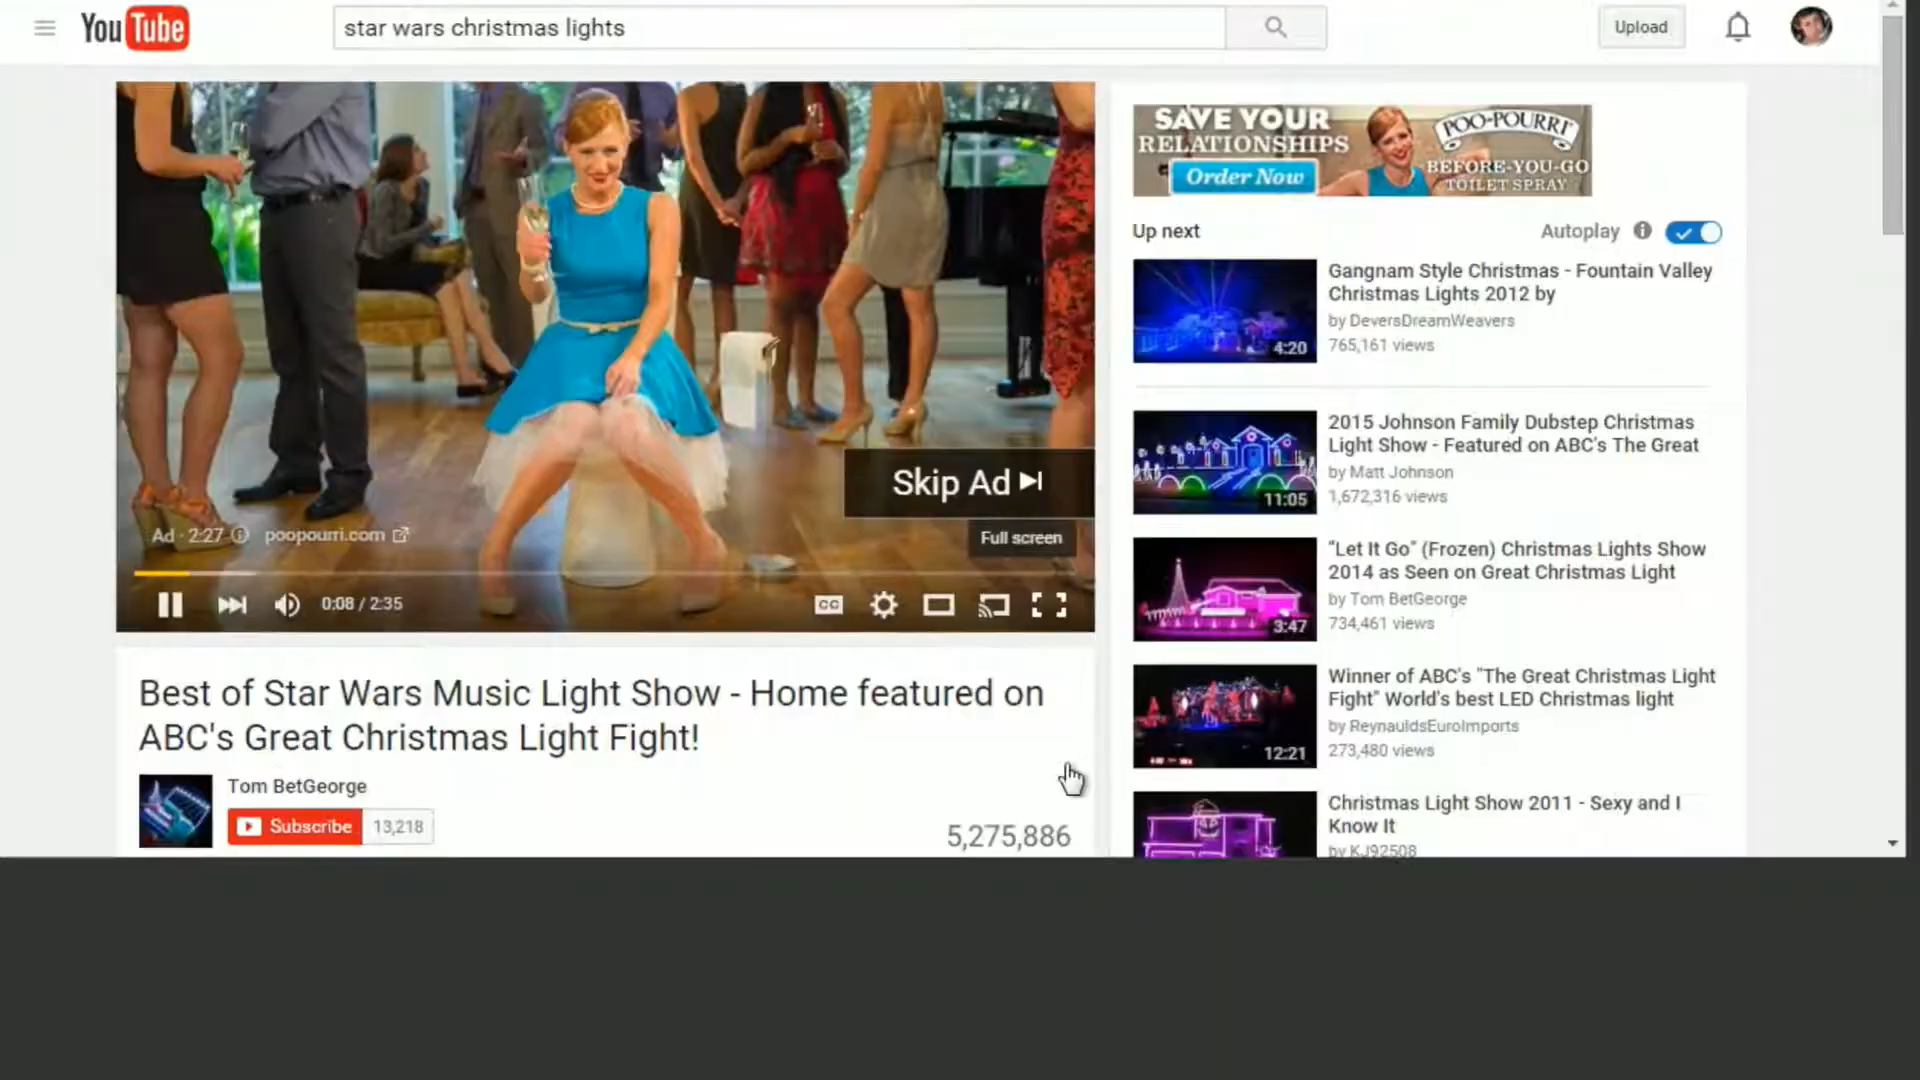 YouTube
star wars christmas lights
Upload
Skip Ad
Ad · 2:27
poopourri.com
Full screen
0:08 / 2:35
CC
Best of Star Wars Music Light Show - Home featured on
ABC's Great Christmas Light Fight!
Tom BetGeorge
Subscribe 13,218
5,275,886
SAVE YOUR
RELATIONSHIPS
Order Now
POO~POURRI
BEFORE-YOU-GO
TOILET SPRAY
Up next
Autoplay
Gangnam Style Christmas - Fountain Valley
Christmas Lights 2012 by
by DeversDreamWeavers
765,161 views
4:20
2015 Johnson Family Dubstep Christmas
Light Show - Featured on ABC's The Great
by Matt Johnson
1,672,316 views
11:05
"Let It Go" (Frozen) Christmas Lights Show
2014 as Seen on Great Christmas Light
by Tom BetGeorge
734,461 views
3:47
Winner of ABC's "The Great Christmas Light
Fight" World's best LED Christmas light
by ReynauldsEuroImports
273,480 views
12:21
Christmas Light Show 2011 - Sexy and I
Know It
by KJ92508